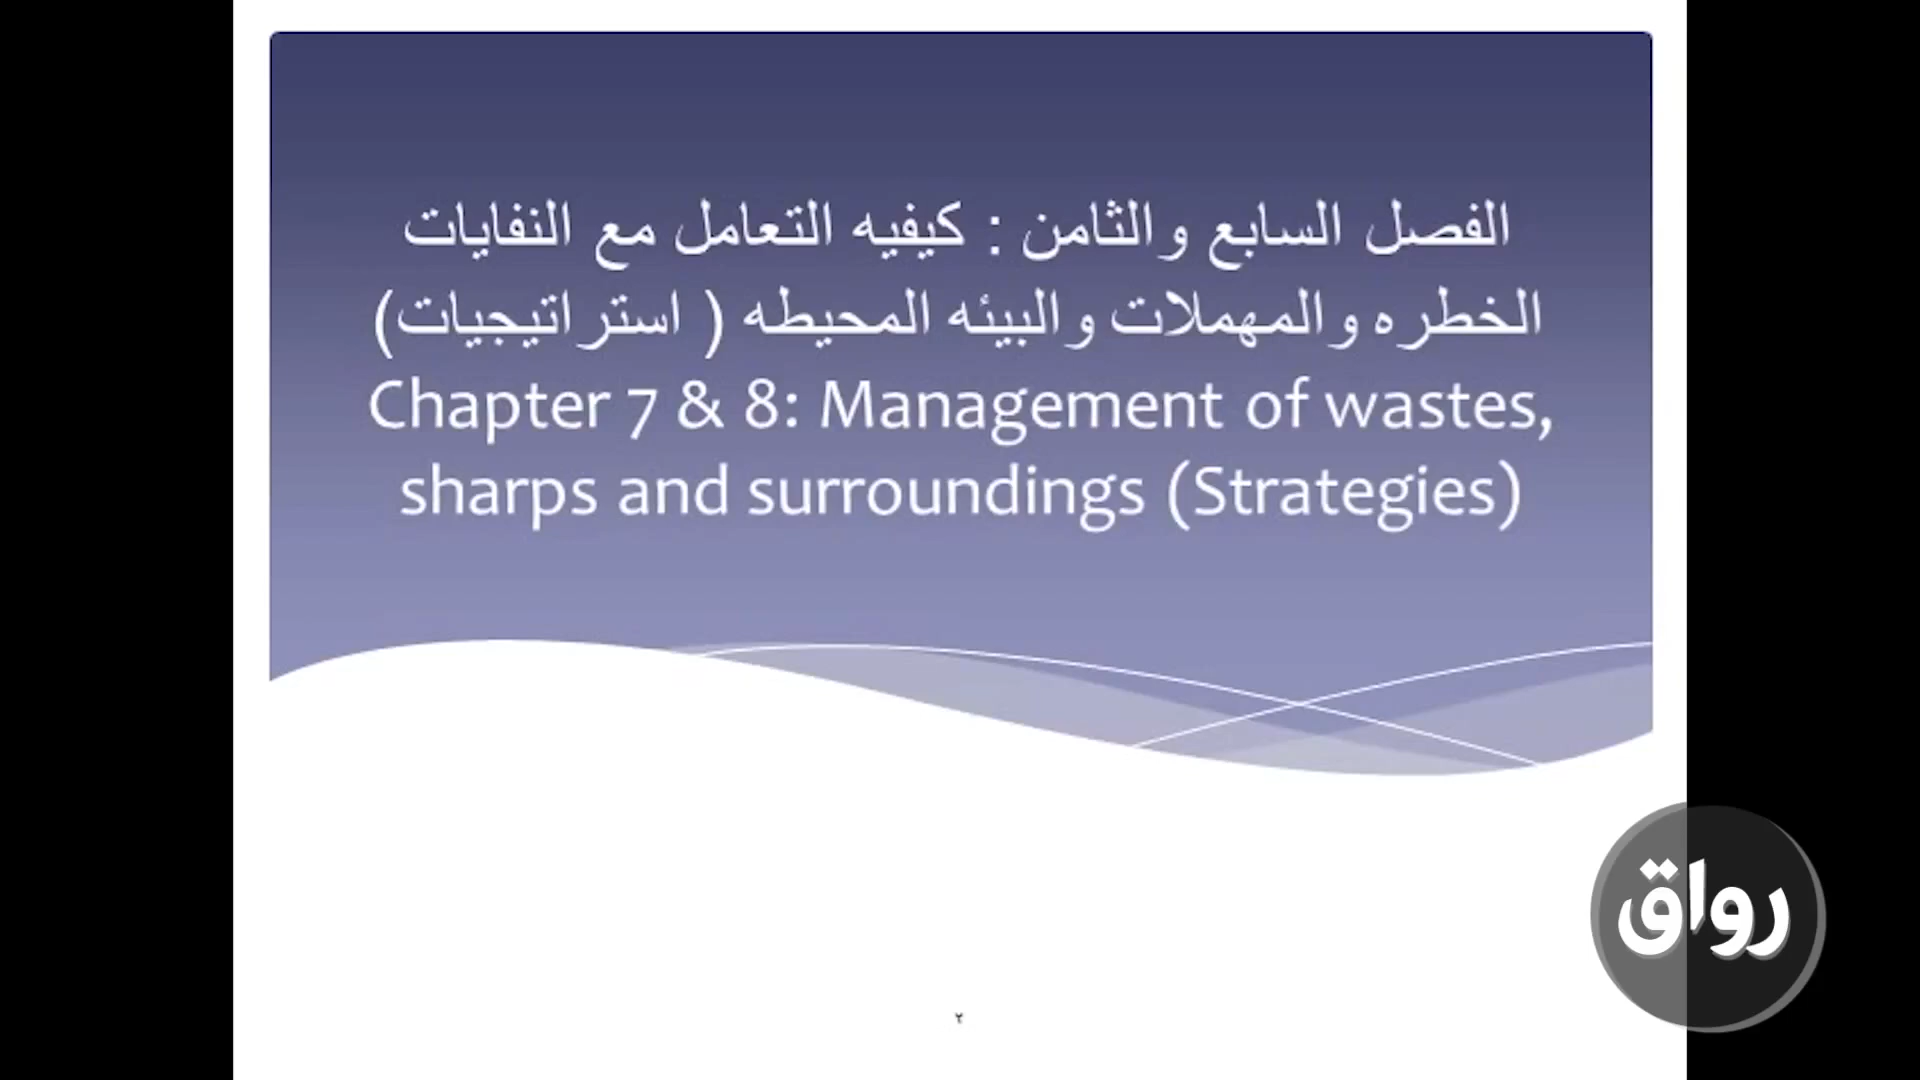 الفصل السابع والثامن : كيفيه التعامل مع النفايات
الخطره والمهملات والبيئه المحيطه ( استراتيجيات)
Chapter 7 & 8: Management of wastes,
sharps and surroundings (Strategies)
رواق
٢